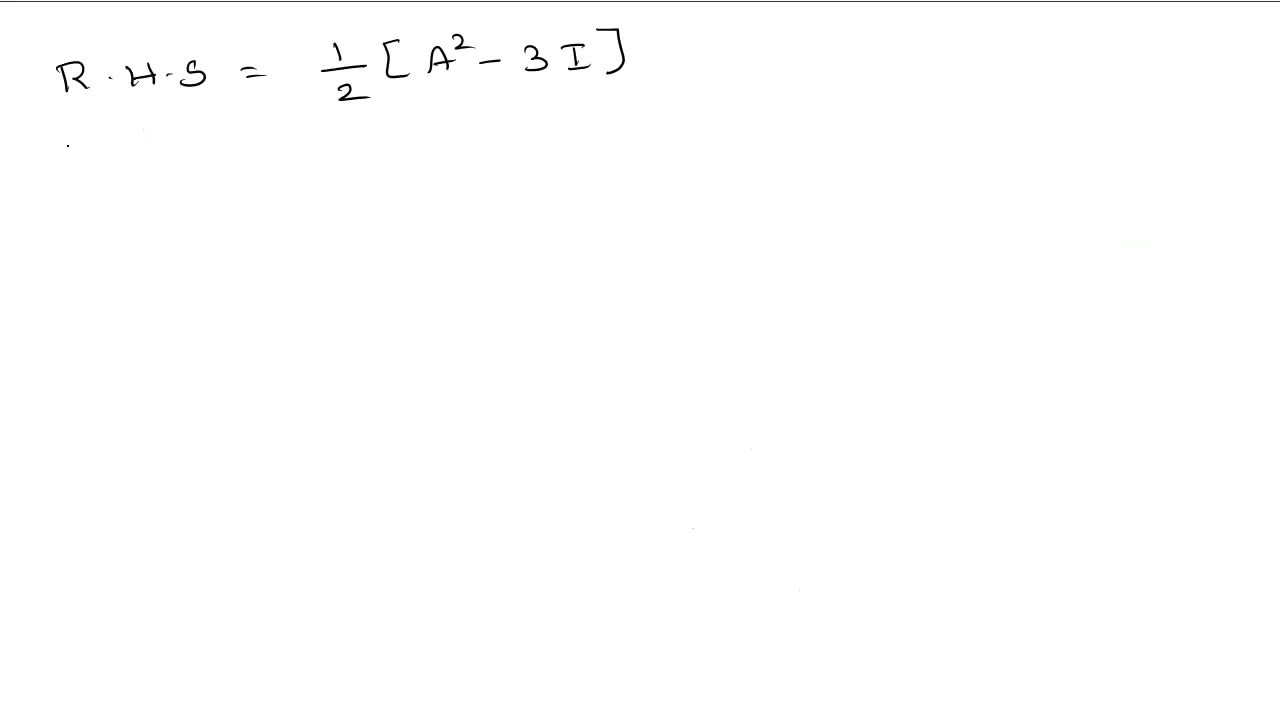 R.H.S = 1/2 [A² - 3I]